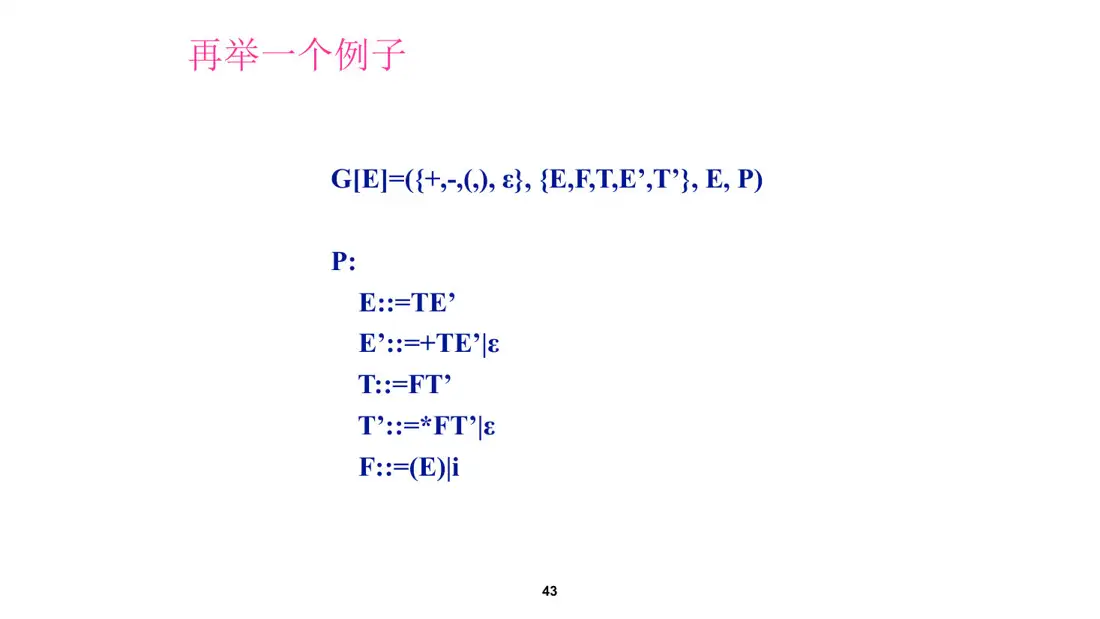 再举一个例子
G[E]=({+,-,(,), ε}, {E,F,T,E’,T’}, E, P)
P:
E::=TE’
E’::=+TE’|ε
T::=FT’
T’::=*FT’|ε
F::=(E)|i
43